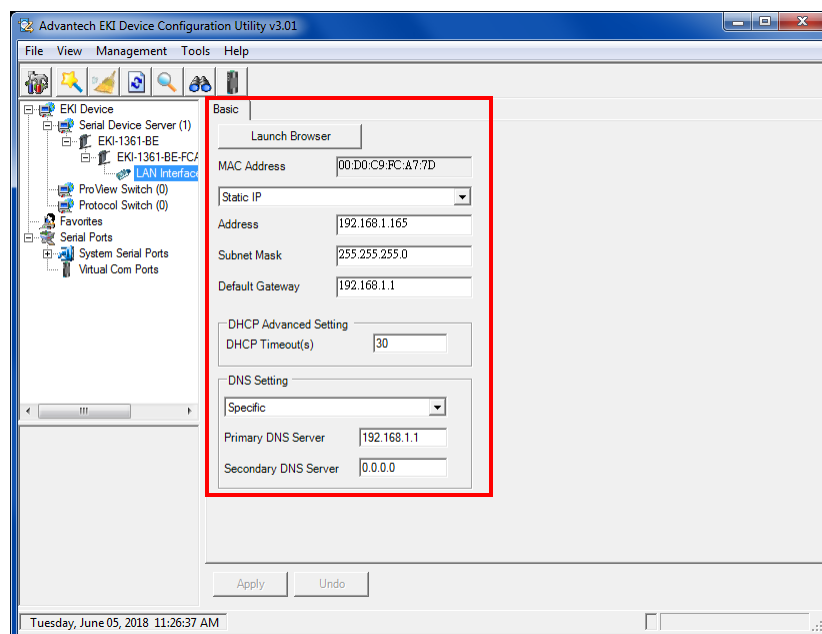 Advantech EKI Device Configuration Utility v3.01
File View Management Tools Help
EKI Device
Serial Device Server (1)
EKI-1361-BE
EKI-1361-BE-FCA
LAN Interface
ProView Switch (0)
Protocol Switch (0)
Favorites
Serial Ports
System Serial Ports
Virtual Com Ports
Basic
Launch Browser
MAC Address 00:D0:C9:FC:A7:7D
Static IP
Address 192.168.1.165
Subnet Mask 255.255.255.0
Default Gateway 192.168.1.1
DHCP Advanced Setting
DHCP Timeout(s) 30
DNS Setting
Specific
Primary DNS Server 192.168.1.1
Secondary DNS Server 0.0.0.0
Apply Undo
Tuesday, June 05, 2018 11:26:37 AM